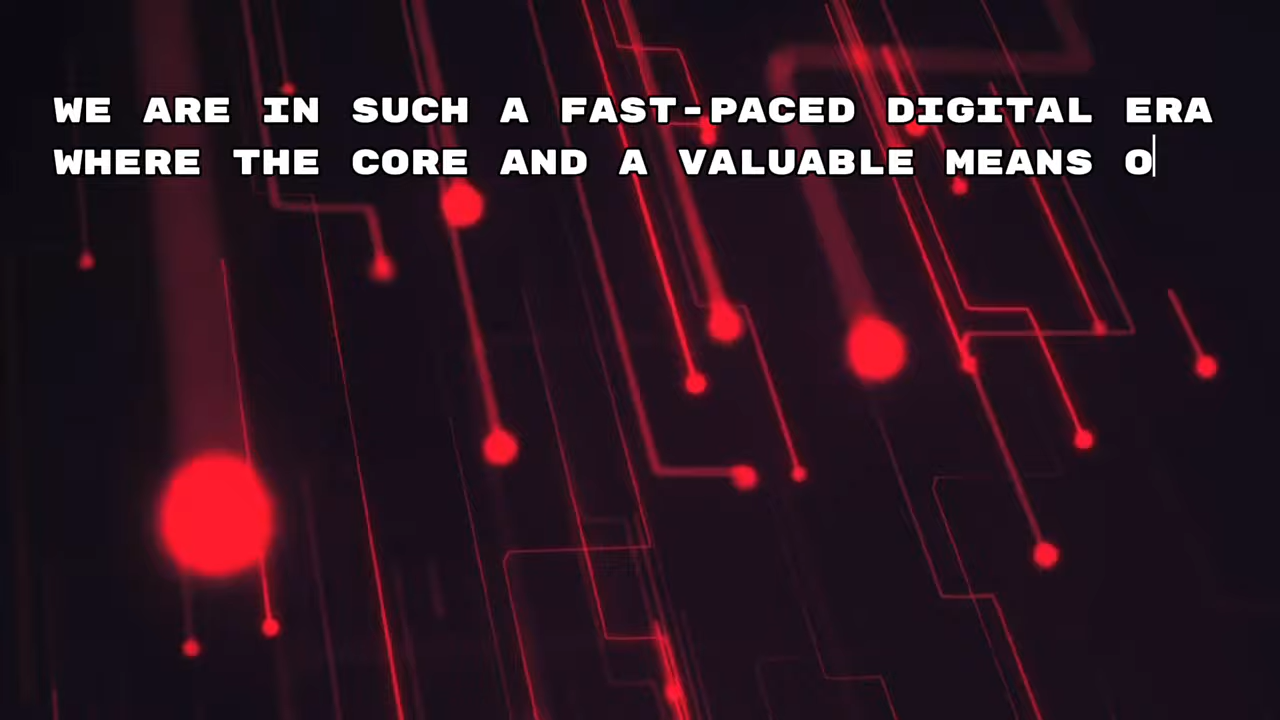 WE ARE IN SUCH A FAST-PACED DIGITAL ERA
WHERE THE CORE AND A VALUABLE MEANS O